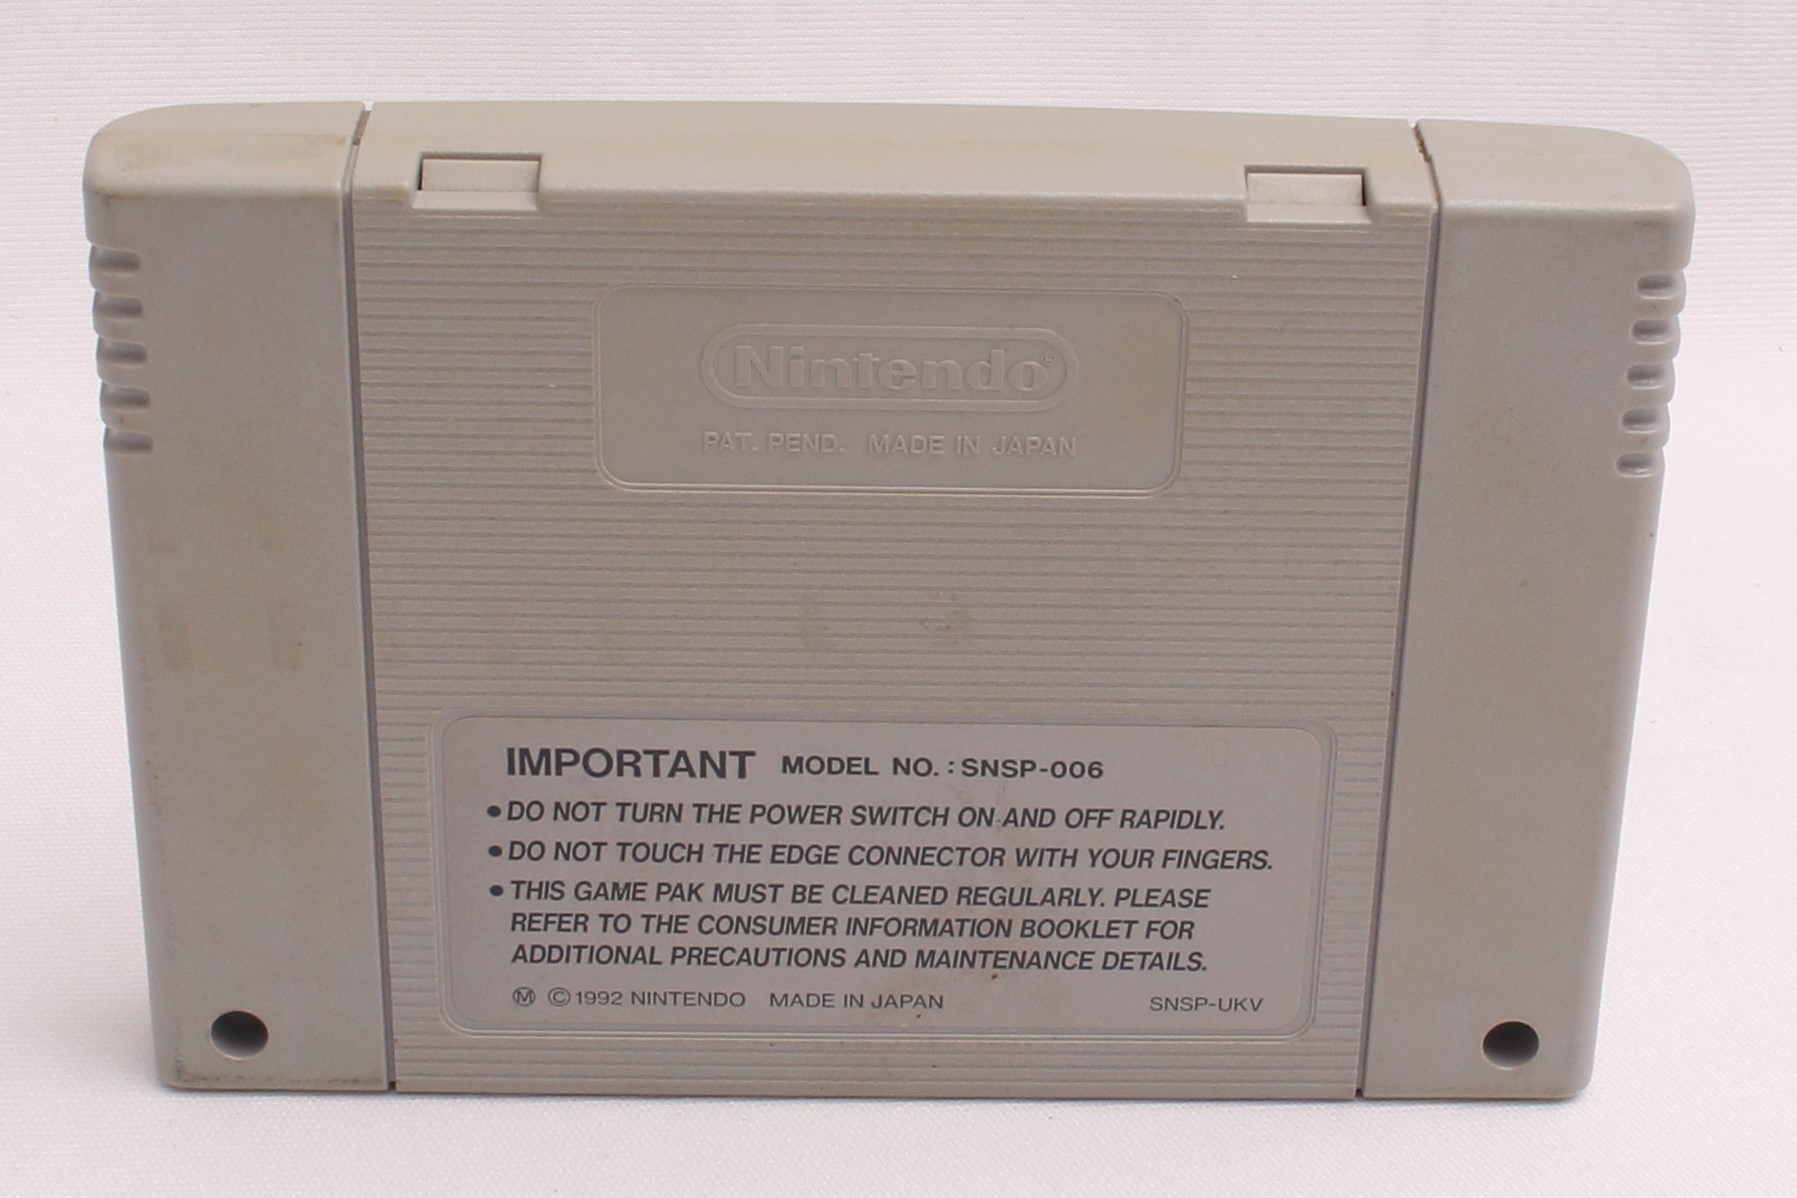 Nintendo®
PAT. PEND. MADE IN JAPAN
IMPORTANT MODEL NO. : SNSP-006
● DO NOT TURN THE POWER SWITCH ON AND OFF RAPIDLY.
● DO NOT TOUCH THE EDGE CONNECTOR WITH YOUR FINGERS.
● THIS GAME PAK MUST BE CLEANED REGULARLY. PLEASE
REFER TO THE CONSUMER INFORMATION BOOKLET FOR
ADDITIONAL PRECAUTIONS AND MAINTENANCE DETAILS.
Ⓜ ©1992 NINTENDO MADE IN JAPAN SNSP-UKV